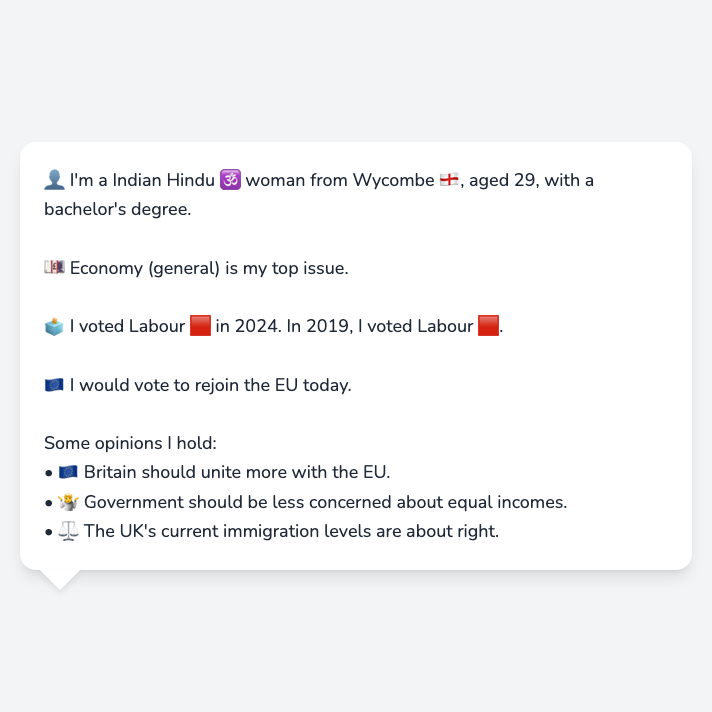 👤 I'm a Indian Hindu 🕉️ woman from Wycombe 🏴󠁧󠁢󠁥󠁮󠁧󠁿, aged 29, with a
bachelor's degree.
💷 Economy (general) is my top issue.
🗳️ I voted Labour 🟥 in 2024. In 2019, I voted Labour 🟥.
🇪🇺 I would vote to rejoin the EU today.
Some opinions I hold:
• 🇪🇺 Britain should unite more with the EU.
• 🤷 Government should be less concerned about equal incomes.
• ⚖️ The UK's current immigration levels are about right.